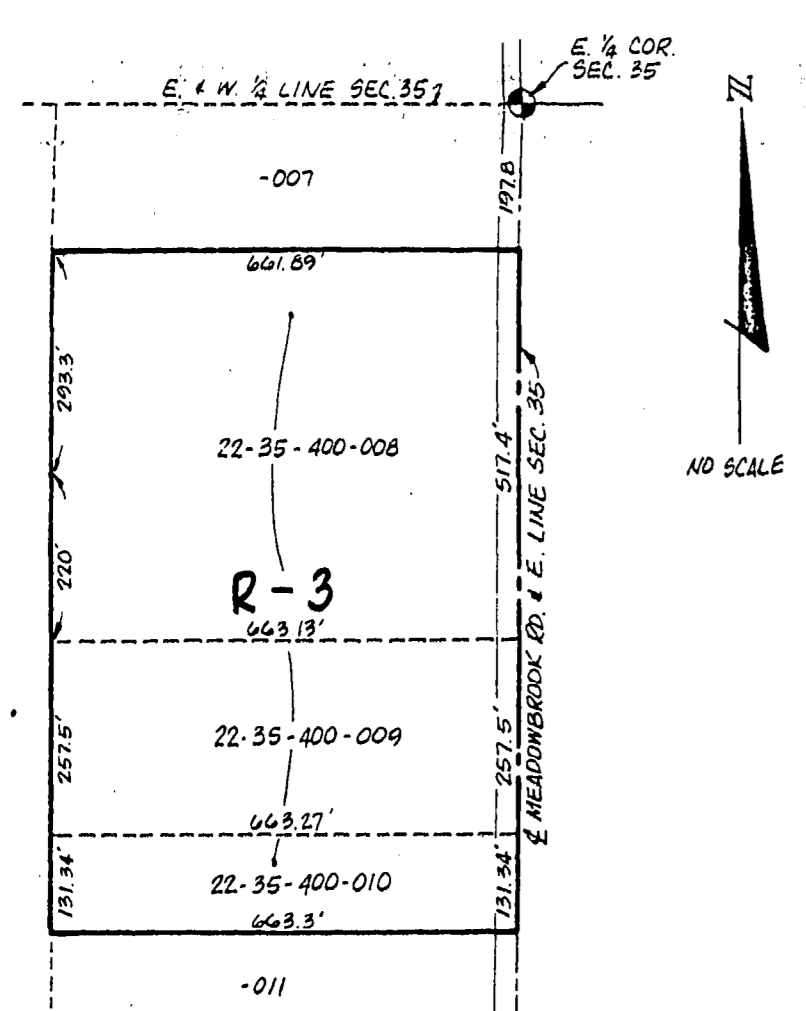 E. 1/4 COR.
SEC. 35
E. & W. 1/4 LINE SEC. 35
N
-007
197.8
661.89'
293.3'
22-35-400-008
517.4'
NO SCALE
220'
R-3
663.13'
℄ MEADOWBROOK RD. & E. LINE SEC. 35
22-35-400-009
257.5'
257.5'
663.27'
131.34'
22-35-400-010
131.34'
663.3'
-011